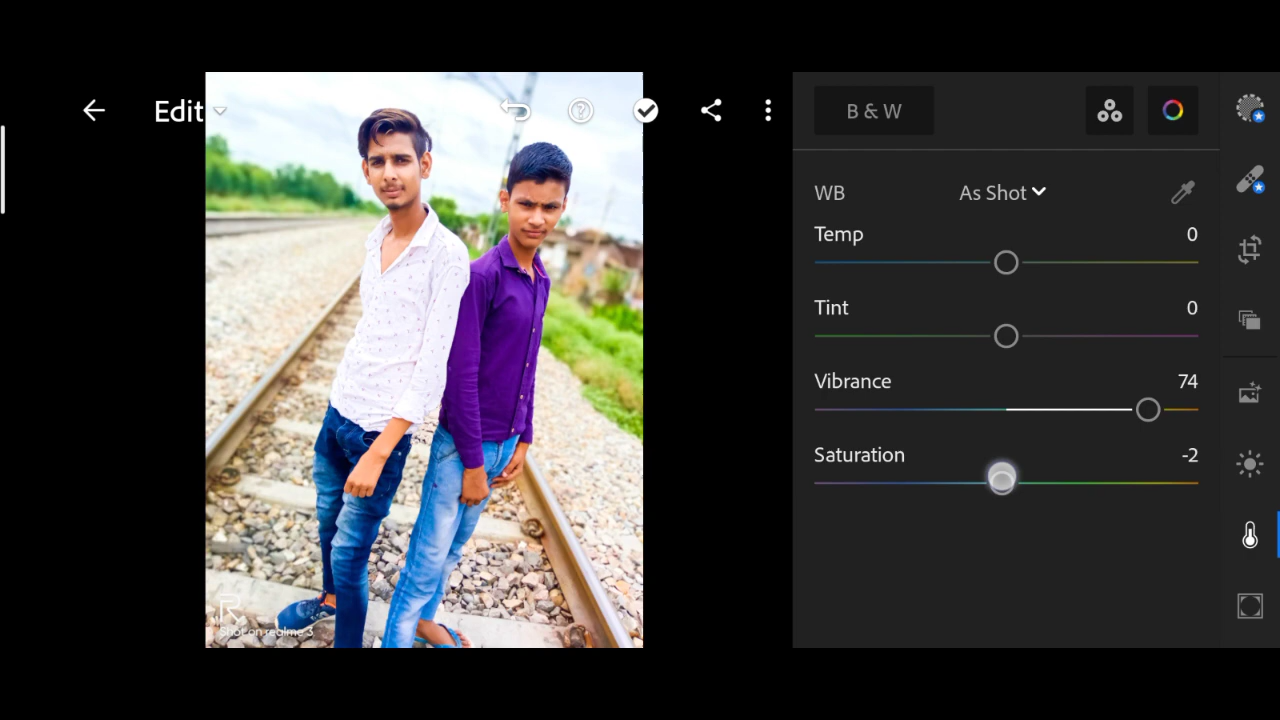 Edit
B & W
WB As Shot
Temp 0
Tint 0
Vibrance 74
Saturation -2
R
Shot on realme 3